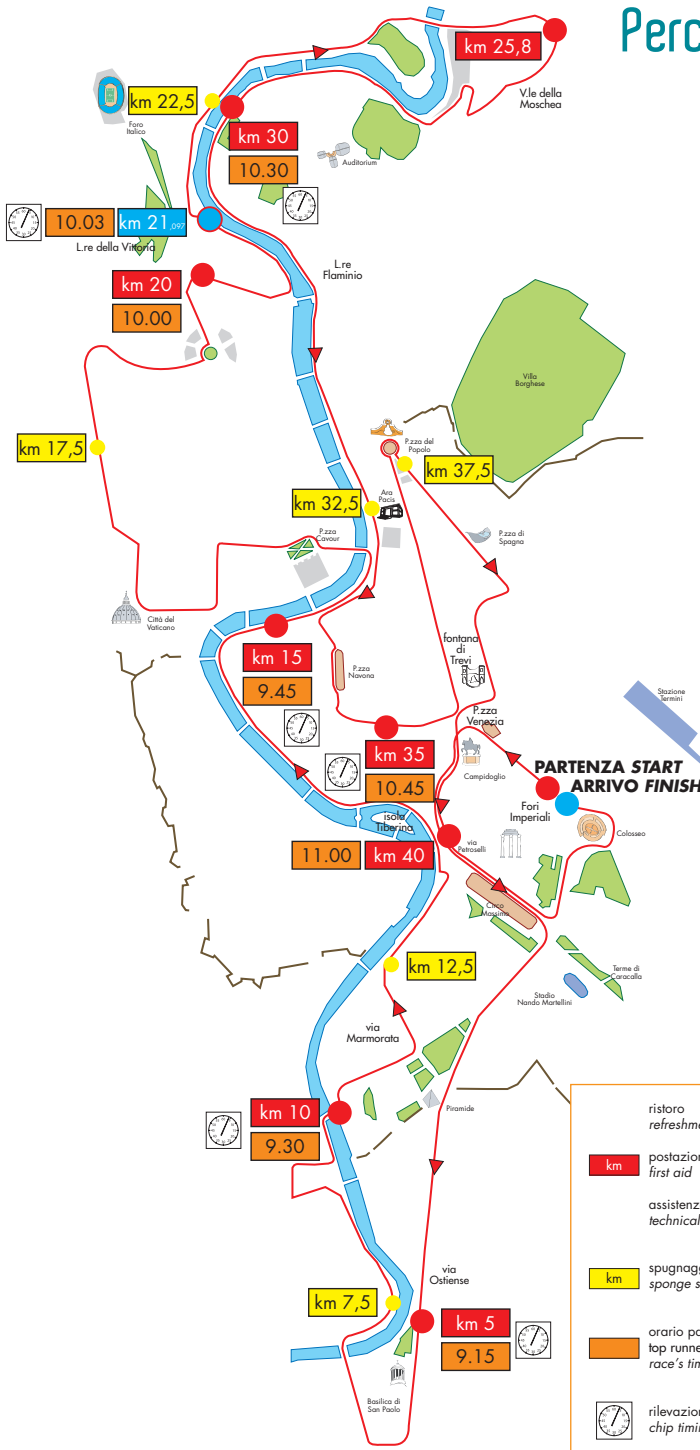 Perc
km 25,8
V.le della
Moschea
km 22,5
Foro
Italico
km 30
10.30
Auditorium
10.03
km 21,097
L.re della Vittoria
L.re
Flaminio
km 20
10.00
Villa
Borghese
km 17,5
P.zza del
Popolo
km 37,5
km 32,5
Ara
Pacis
P.zza
Cavour
P.zza di
Spagna
Città del
Vaticano
km 15
9.45
fontana
di
Trevi
P.zza
Navona
Stazione
Termini
P.zza
Venezia
km 35
10.45
Campidoglio
PARTENZA START
ARRIVO FINISH
Fori
Imperiali
Colosseo
isola
Tiberina
via
Petroselli
11.00
km 40
Circo
Massimo
km 12,5
Terme di
Caracalla
Stadio
Nando Martellini
via
Marmorata
km 10
9.30
Piramide
ristoro
refreshme
km
postazion
first aid
assistenz
technical
via
Ostiense
km 7,5
km 5
9.15
km
spugnagg
sponge s
orario pa
top runne
race's tim
Basilica di
San Paolo
rilevazion
chip timin